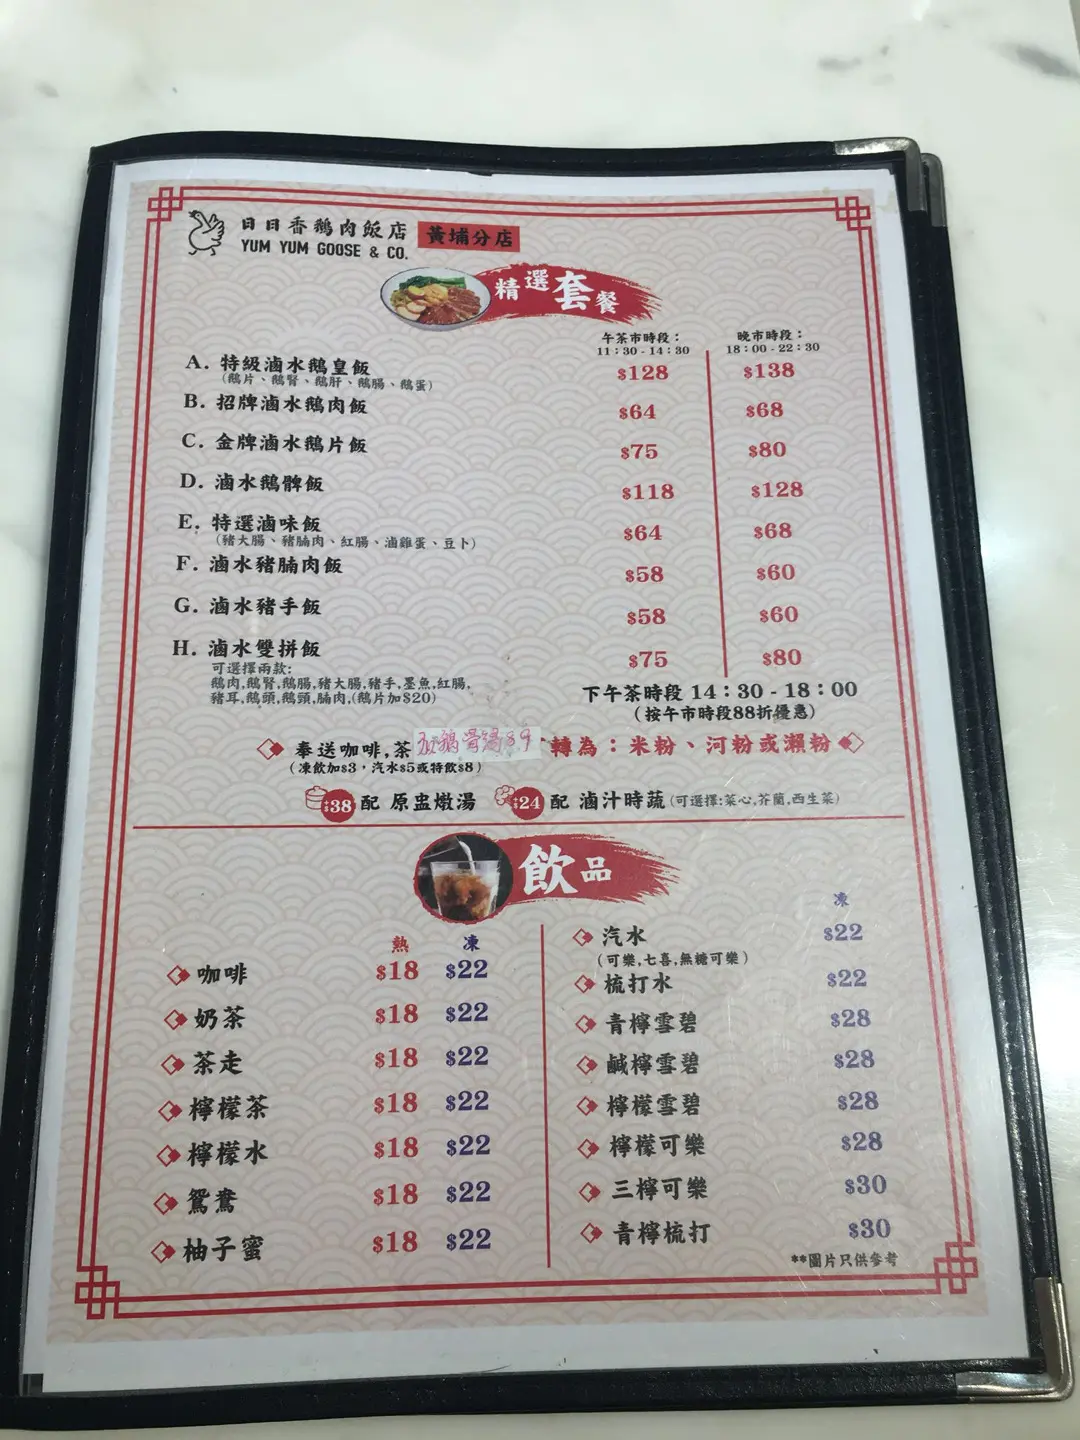 日日香鵝肉飯店 黃埔分店
YUM YUM GOOSE & CO.
精選套餐
午茶市時段： 晚市時段：
11：30 - 14：30 18：00 - 22：30
A. 特級滷水鵝皇飯 $128 $138
(鵝片、鵝腎、鵝肝、鵝腸、鵝蛋)
B. 招牌滷水鵝肉飯 $64 $68
C. 金牌滷水鵝片飯 $75 $80
D. 滷水鵝髀飯 $118 $128
E. 特選滷味飯 $64 $68
(豬大腸、豬腩肉、紅腸、滷雞蛋、豆卜)
F. 滷水豬腩肉飯 $58 $60
G. 滷水豬手飯 $58 $60
H. 滷水雙拼飯 $75 $80
可選擇兩款:
鵝肉,鵝腎,鵝腸,豬大腸,豬手,墨魚,紅腸,
豬耳,鵝頭,鵝頸,腩肉,(鵝片加$20)
下午茶時段 14：30 - 18：00
(按午市時段88折優惠)
奉送咖啡,茶 鵝骨湯 $9 轉為：米粉、河粉或瀨粉
(凍飲加$3，汽水$5或特飲$8)
+$38 配 原盅燉湯 +$24 配 滷汁時蔬 (可選擇:菜心,芥蘭,西生菜)
飲品
熱 凍
咖啡 $18 $22
奶茶 $18 $22
茶走 $18 $22
檸檬茶 $18 $22
檸檬水 $18 $22
鴛鴦 $18 $22
柚子蜜 $18 $22
凍
汽水 $22
(可樂,七喜,無糖可樂)
梳打水 $22
青檸雪碧 $28
鹹檸雪碧 $28
檸檬雪碧 $28
檸檬可樂 $28
三檸可樂 $30
青檸梳打 $30
**圖片只供參考